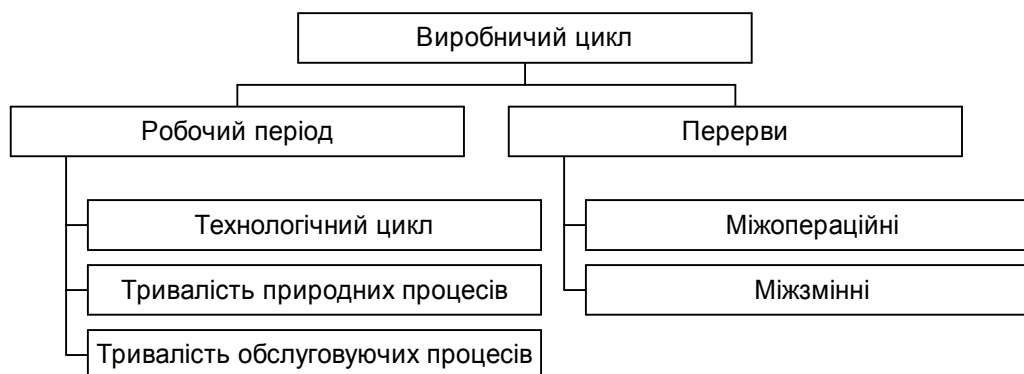 Виробничий цикл
Робочий період
Перерви
Технологічний цикл
Міжопераційні
Тривалість природних процесів
Міжзмінні
Тривалість обслуговуючих процесів